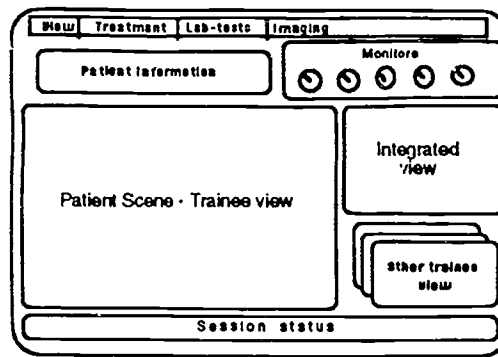 View Treatment Lab-tests Imaging
Patient Information
Monitors
Patient Scene - Trainee view
Integrated
View
Other trainee
view
Session status